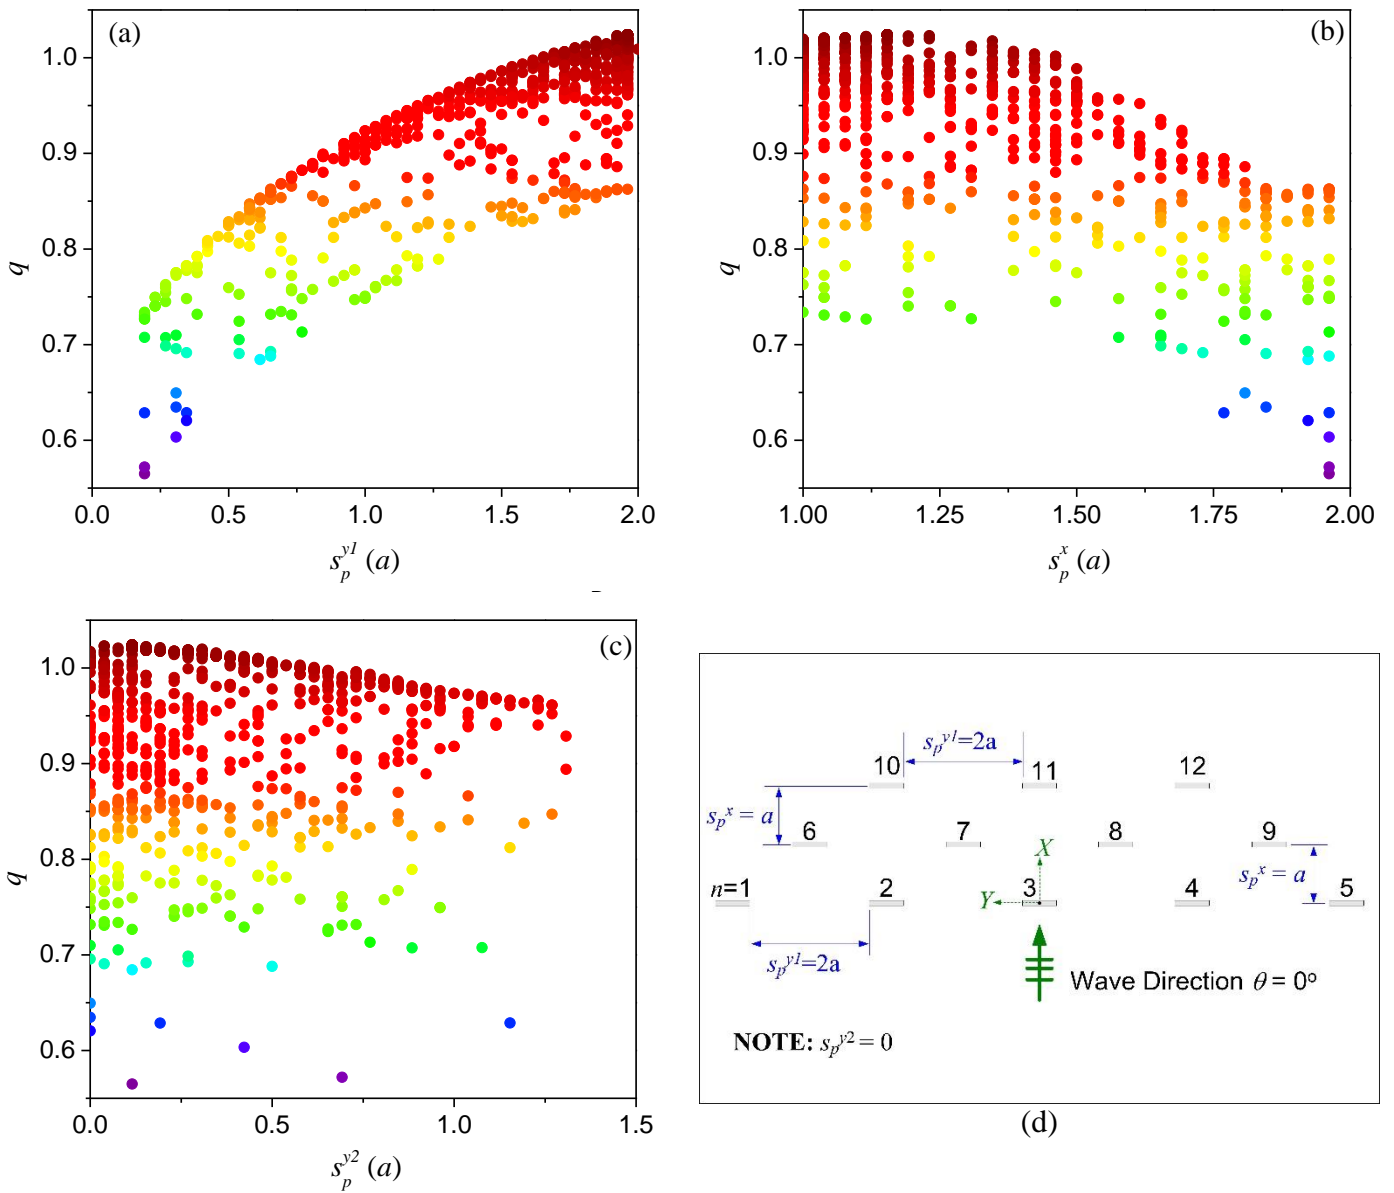 (a)
1.0
0.9
0.8
0.7
0.6
q
0.0 0.5 1.0 1.5 2.0
s_p^{y1} (a)
(b)
1.0
0.9
0.8
0.7
0.6
q
1.00 1.25 1.50 1.75 2.00
s_p^x (a)
(c)
1.0
0.9
0.8
0.7
0.6
q
0.0 0.5 1.0 1.5
s_p^{y2} (a)
s_p^{y1}=2a
10 11 12
s_p^x = a
6 7 8 9
X
s_p^x = a
n=1 2 3 4 5
Y
s_p^{y1}=2a
Wave Direction θ = 0°
NOTE: s_p^{y2} = 0
(d)